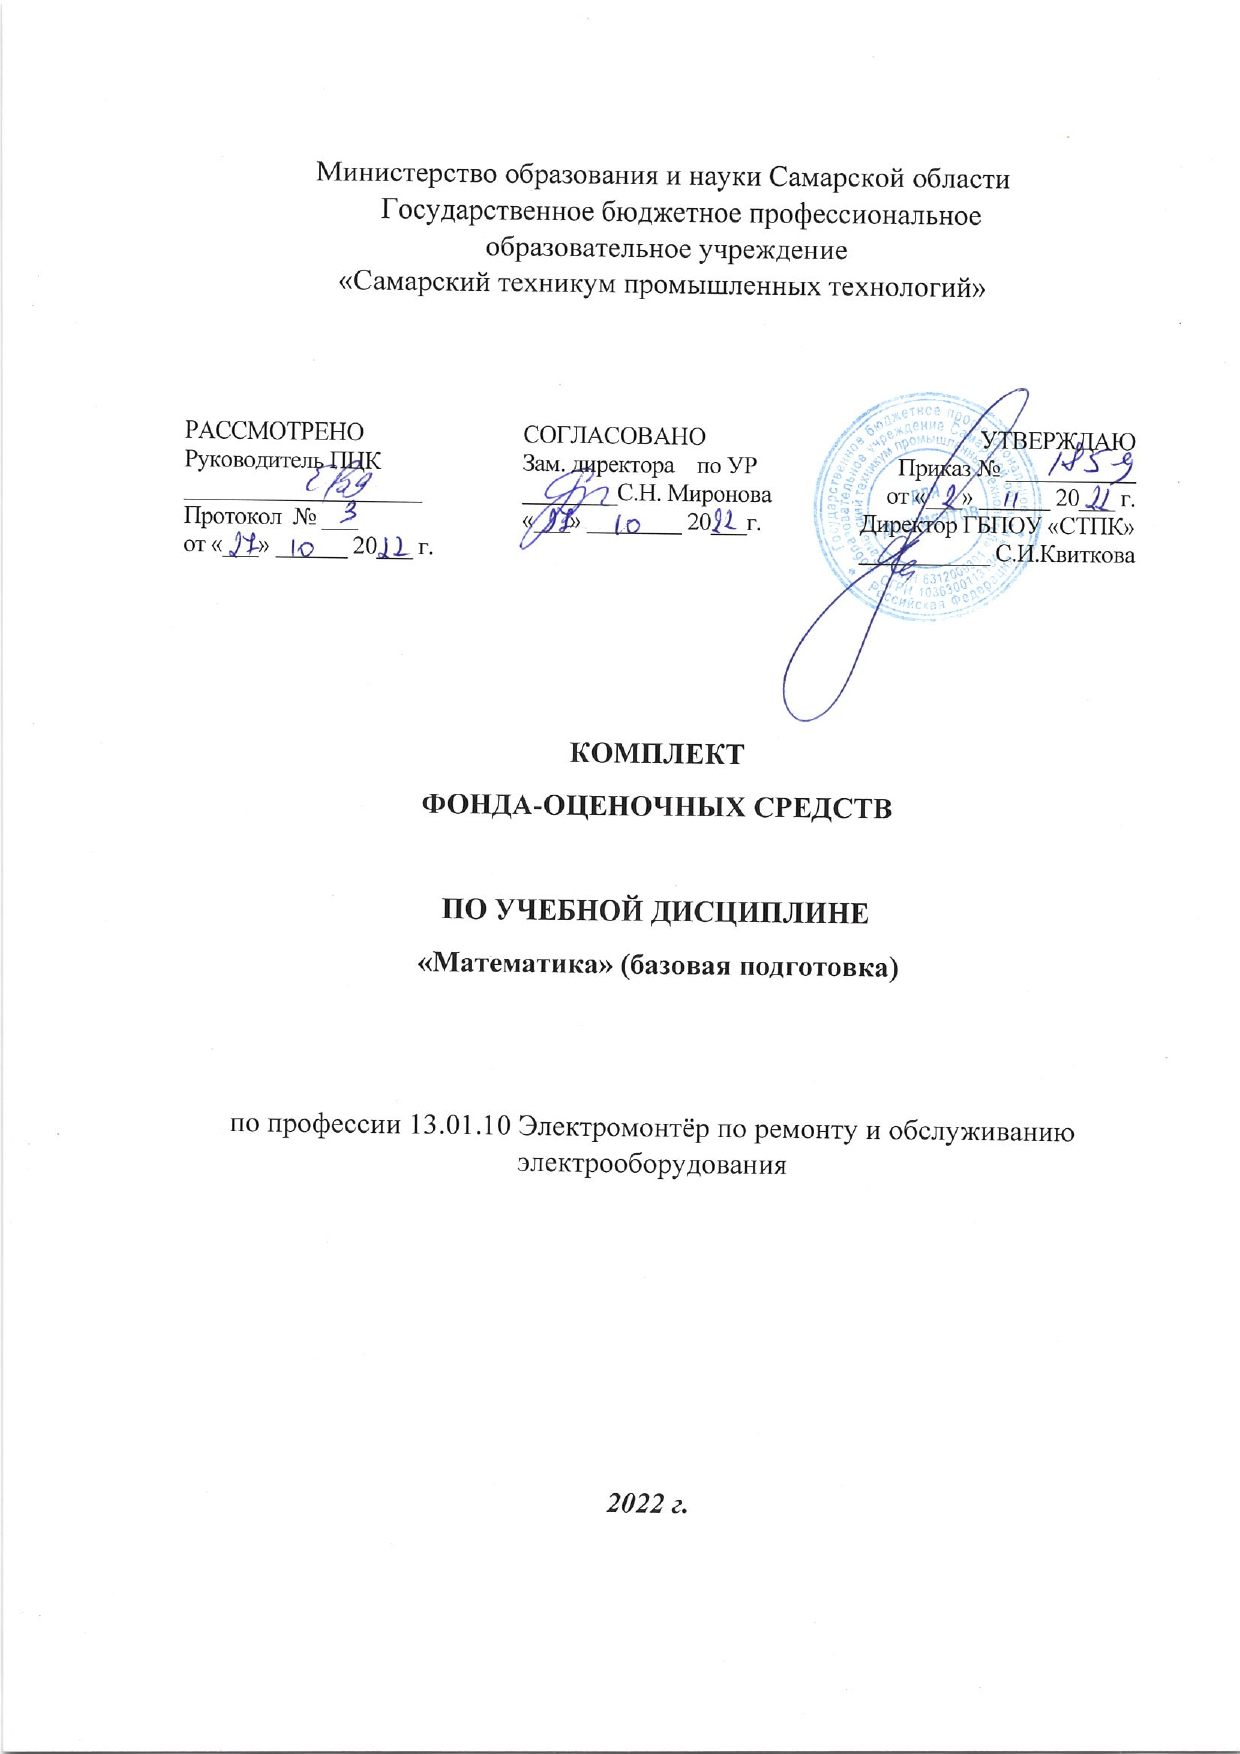 Министерство образования и науки Самарской области
Государственное бюджетное профессиональное
образовательное учреждение
«Самарский техникум промышленных технологий»
РАССМОТРЕНО
Руководитель ПЦК
Протокол № 3
от «27» 10 2022 г.
СОГЛАСОВАНО
Зам. директора по УР
С.Н. Миронова
«27» 10 2022 г.
УТВЕРЖДАЮ
Приказ № 185-у
от «2» 11 2022 г.
Директор ГБПОУ «СТПК»
С.И.Квиткова
КОМПЛЕКТ
ФОНДА-ОЦЕНОЧНЫХ СРЕДСТВ
ПО УЧЕБНОЙ ДИСЦИПЛИНЕ
«Математика» (базовая подготовка)
по профессии 13.01.10 Электромонтёр по ремонту и обслуживанию
электрооборудования
2022 г.